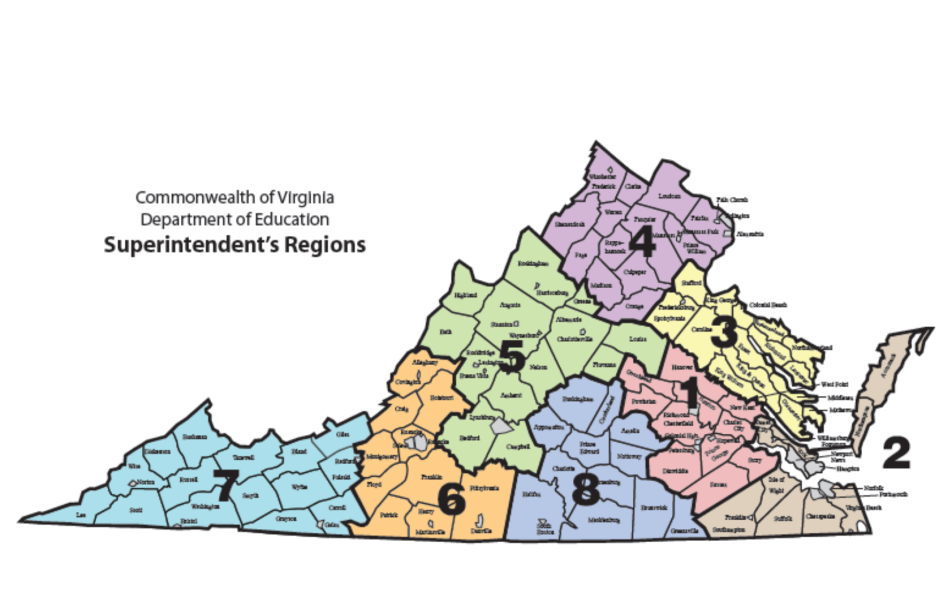 Commonwealth of Virginia
Department of Education
Superintendent's Regions
Winchester
Frederick
Clarke
Loudoun
Falls Church
Arlington
Alexandria
Warren
Fauquier
Fairfax
Manassas Park
Shenandoah
Prince
William
Page
Rappa-
hannock
4
Culpeper
Madison
Orange
Rockingham
Harrisonburg
Greene
Highland
Augusta
Staunton
Waynesboro
Albemarle
Charlottesville
Louisa
Bath
Rockbridge
Lexington
Buena Vista
5
Nelson
Fluvanna
Amherst
Lynchburg
Bedford
Campbell
Stafford
King George
Colonial Beach
Fredericksburg
Spotsylvania
Caroline
3
Essex
King & Queen
King William
Lancaster
West Point
Middlesex
Mathews
Accomack
Northampton
2
Hanover
Goochland
Powhatan
1
Richmond
Chesterfield
New Kent
Charles
City
Colonial Hgts
Hopewell
Petersburg
Prince
George
Dinwiddie
Surry
Sussex
Williamsburg
Poquoson
Newport
News
Hampton
Norfolk
Portsmouth
Virginia Beach
Isle of
Wight
Franklin
Southampton
Suffolk
Chesapeake
Alleghany
Covington
Botetourt
Craig
Roanoke
Salem
Montgomery
Floyd
Franklin
Pittsylvania
6
Patrick
Henry
Martinsville
Danville
Buckingham
Cumberland
Appomattox
Amelia
Prince
Edward
Nottoway
Charlotte
8
Halifax
South
Boston
Mecklenburg
Brunswick
Greensville
Giles
Buchanan
Dickenson
Tazewell
Bland
Radford
Wise
Norton
Russell
7
Smyth
Wythe
Pulaski
Lee
Scott
Washington
Bristol
Grayson
Carroll
Galax